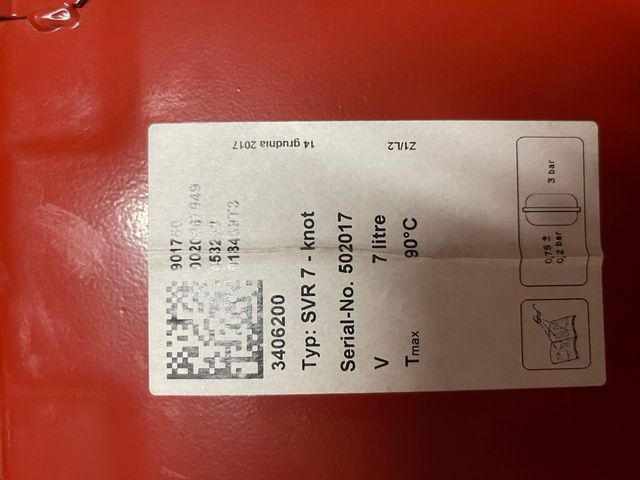 901750
3406200
Typ: SVR 7 - knot
Serial-No. 502017
V 7 litre
Tmax 90°C
14 grudnia 2017
Z1/L2
0,75 ±
0,2 bar
3 bar